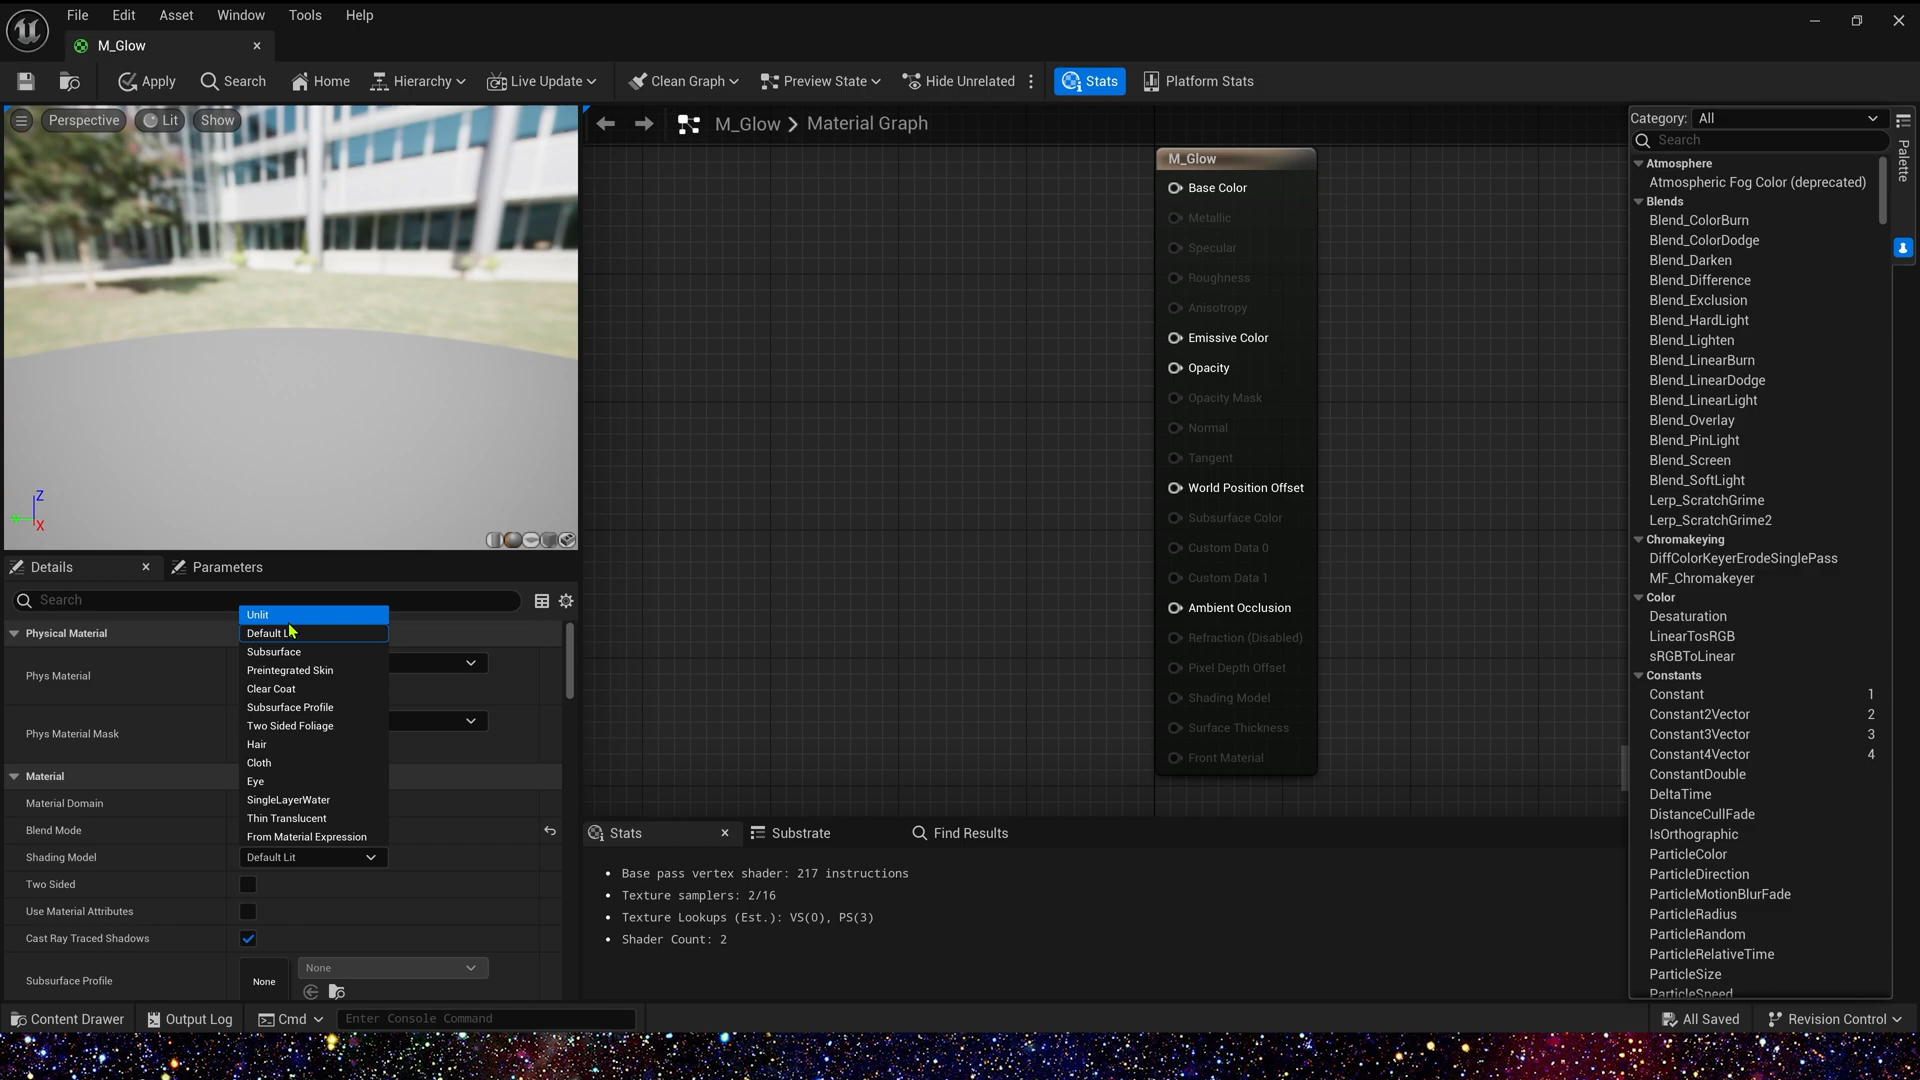 File Edit Asset Window Tools Help
M_Glow
Apply Search Home Hierarchy Live Update Clean Graph Preview State Hide Unrelated Stats Platform Stats
Perspective Lit Show
M_Glow > Material Graph
Category: All
Search
Palette
Atmosphere
Atmospheric Fog Color (deprecated)
Blends
Blend_ColorBurn
Blend_ColorDodge
Blend_Darken
Blend_Difference
Blend_Exclusion
Blend_HardLight
Blend_Lighten
Blend_LinearBurn
Blend_LinearDodge
Blend_LinearLight
Blend_Overlay
Blend_PinLight
Blend_Screen
Blend_SoftLight
Lerp_ScratchGrime
Lerp_ScratchGrime2
Chromakeying
DiffColorKeyerErodeSinglePass
MF_Chromakeyer
Color
Desaturation
LinearTosRGB
sRGBToLinear
Constants
Constant 1
Constant2Vector 2
Constant3Vector 3
Constant4Vector 4
ConstantDouble
DeltaTime
DistanceCullFade
IsOrthographic
ParticleColor
ParticleDirection
ParticleMotionBlurFade
ParticleRadius
ParticleRandom
ParticleRelativeTime
ParticleSize
ParticleSpeed
M_Glow
Base Color
Metallic
Specular
Roughness
Anisotropy
Emissive Color
Opacity
Opacity Mask
Normal
Tangent
World Position Offset
Subsurface Color
Custom Data 0
Custom Data 1
Ambient Occlusion
Refraction (Disabled)
Pixel Depth Offset
Shading Model
Surface Thickness
Front Material
Z
X
Details Parameters
Search
Physical Material
Phys Material
Phys Material Mask
Material
Material Domain
Blend Mode
Shading Model Default Lit
Two Sided
Use Material Attributes
Cast Ray Traced Shadows
Subsurface Profile None None
Unlit
Default
Subsurface
Preintegrated Skin
Clear Coat
Subsurface Profile
Two Sided Foliage
Hair
Cloth
Eye
SingleLayerWater
Thin Translucent
From Material Expression
Stats Substrate Find Results
Base pass vertex shader: 217 instructions
Texture samplers: 2/16
Texture Lookups (Est.): VS(0), PS(3)
Shader Count: 2
Content Drawer Output Log Cmd Enter Console Command All Saved Revision Control